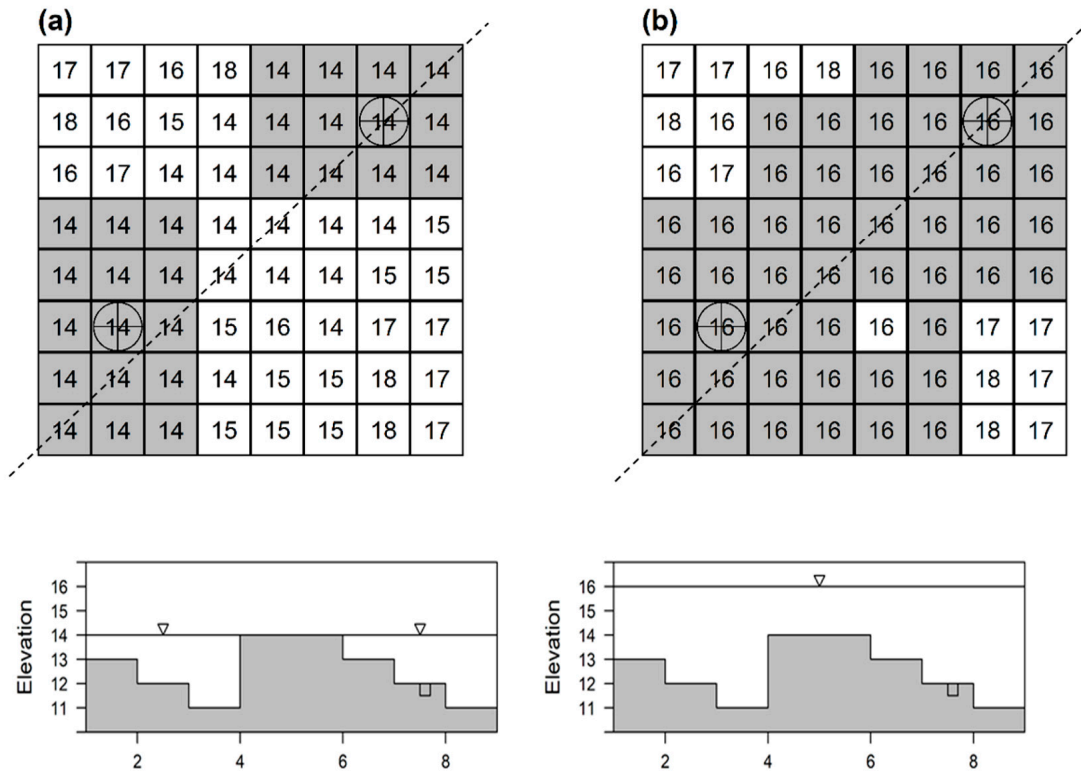 (a)
17 17 16 18 14 14 14 14
18 16 15 14 14 14 14 14
16 17 14 14 14 14 14 14
14 14 14 14 14 14 14 15
14 14 14 14 14 14 15 15
14 14 14 15 16 14 17 17
14 14 14 14 15 15 18 17
14 14 14 15 15 15 18 17
(b)
17 17 16 18 16 16 16 16
18 16 16 16 16 16 16 16
16 17 16 16 16 16 16 16
16 16 16 16 16 16 16 16
16 16 16 16 16 16 16 16
16 16 16 16 16 16 17 17
16 16 16 16 16 16 18 17
16 16 16 16 16 16 18 17
Elevation
16
15
14
13
12
11
2 4 6 8
Elevation
16
15
14
13
12
11
2 4 6 8